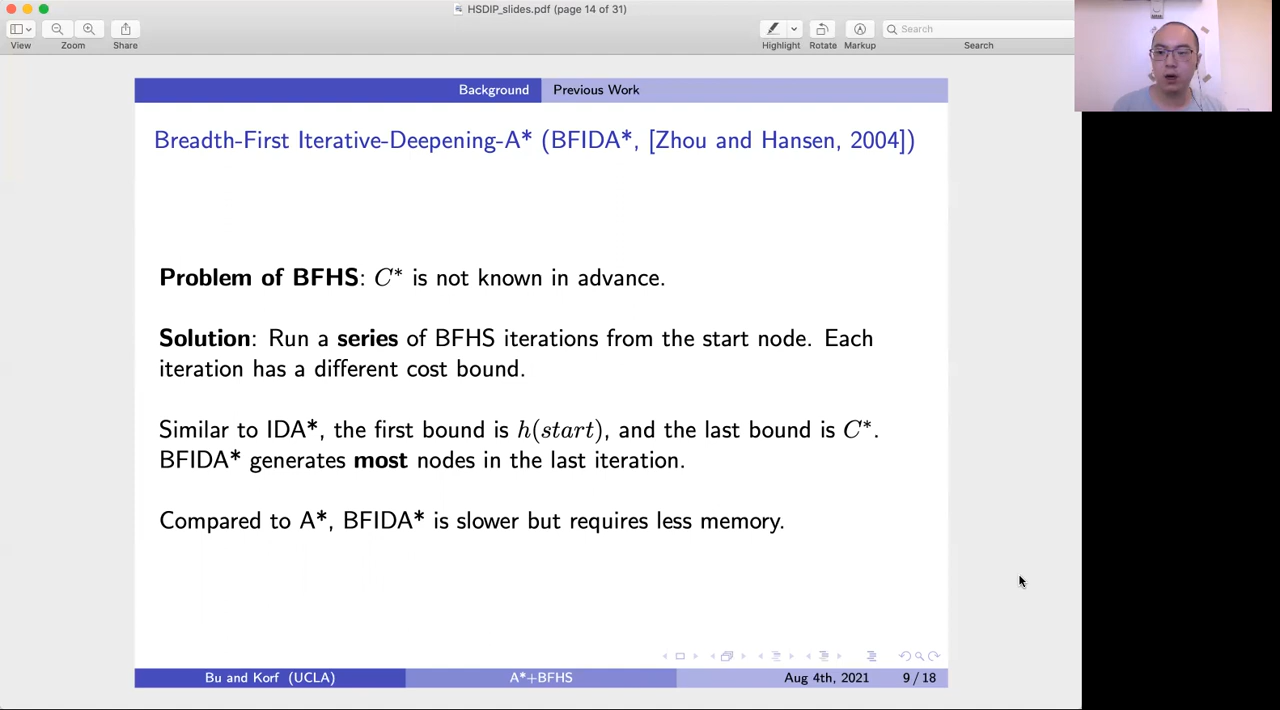 HSDIP_slides.pdf (page 14 of 31)
View
Zoom
Share
Highlight
Rotate
Markup
Search
Search
Background Previous Work
Breadth-First Iterative-Deepening-A* (BFIDA*, [Zhou and Hansen, 2004])
Problem of BFHS: C* is not known in advance.
Solution: Run a series of BFHS iterations from the start node. Each
iteration has a different cost bound.
Similar to IDA*, the first bound is h(start), and the last bound is C*.
BFIDA* generates most nodes in the last iteration.
Compared to A*, BFIDA* is slower but requires less memory.
Bu and Korf (UCLA) A*+BFHS Aug 4th, 2021 9 / 18